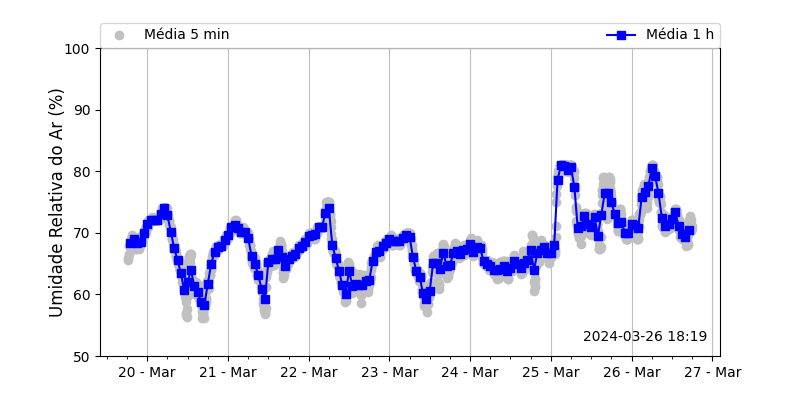 Média 5 min Média 1 h
100
90
80
70
60
50
Umidade Relativa do Ar (%)
2024-03-26 18:19
20 - Mar 21 - Mar 22 - Mar 23 - Mar 24 - Mar 25 - Mar 26 - Mar 27 - Mar